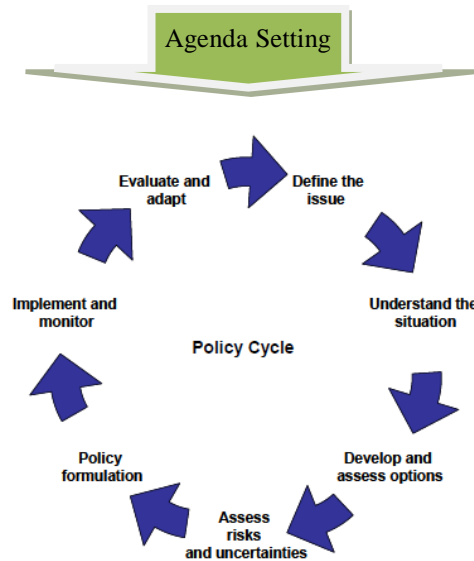 Agenda Setting
Evaluate and
adapt
Define the
issue
Implement and
monitor
Understand the
situation
Policy Cycle
Policy
formulation
Develop and
assess options
Assess
risks
and uncertainties